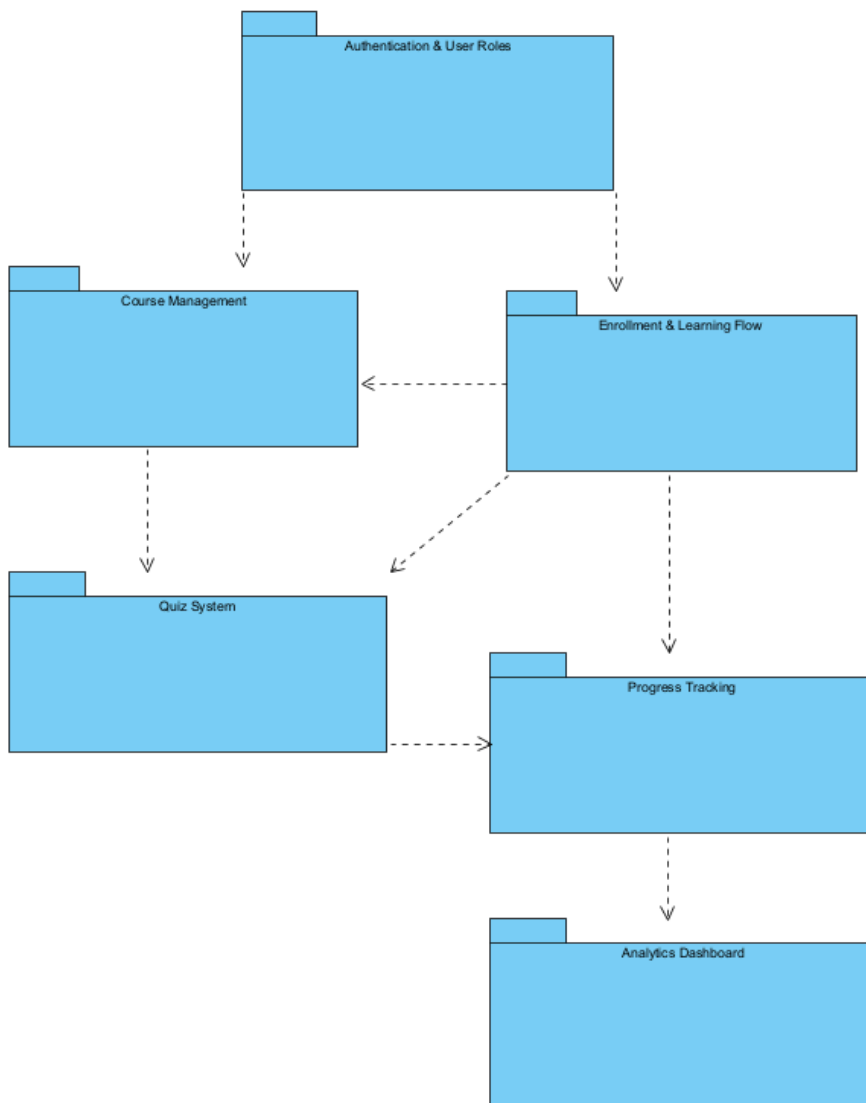 Authentication & User Roles
Course Management
Enrollment & Learning Flow
Quiz System
Progress Tracking
Analytics Dashboard